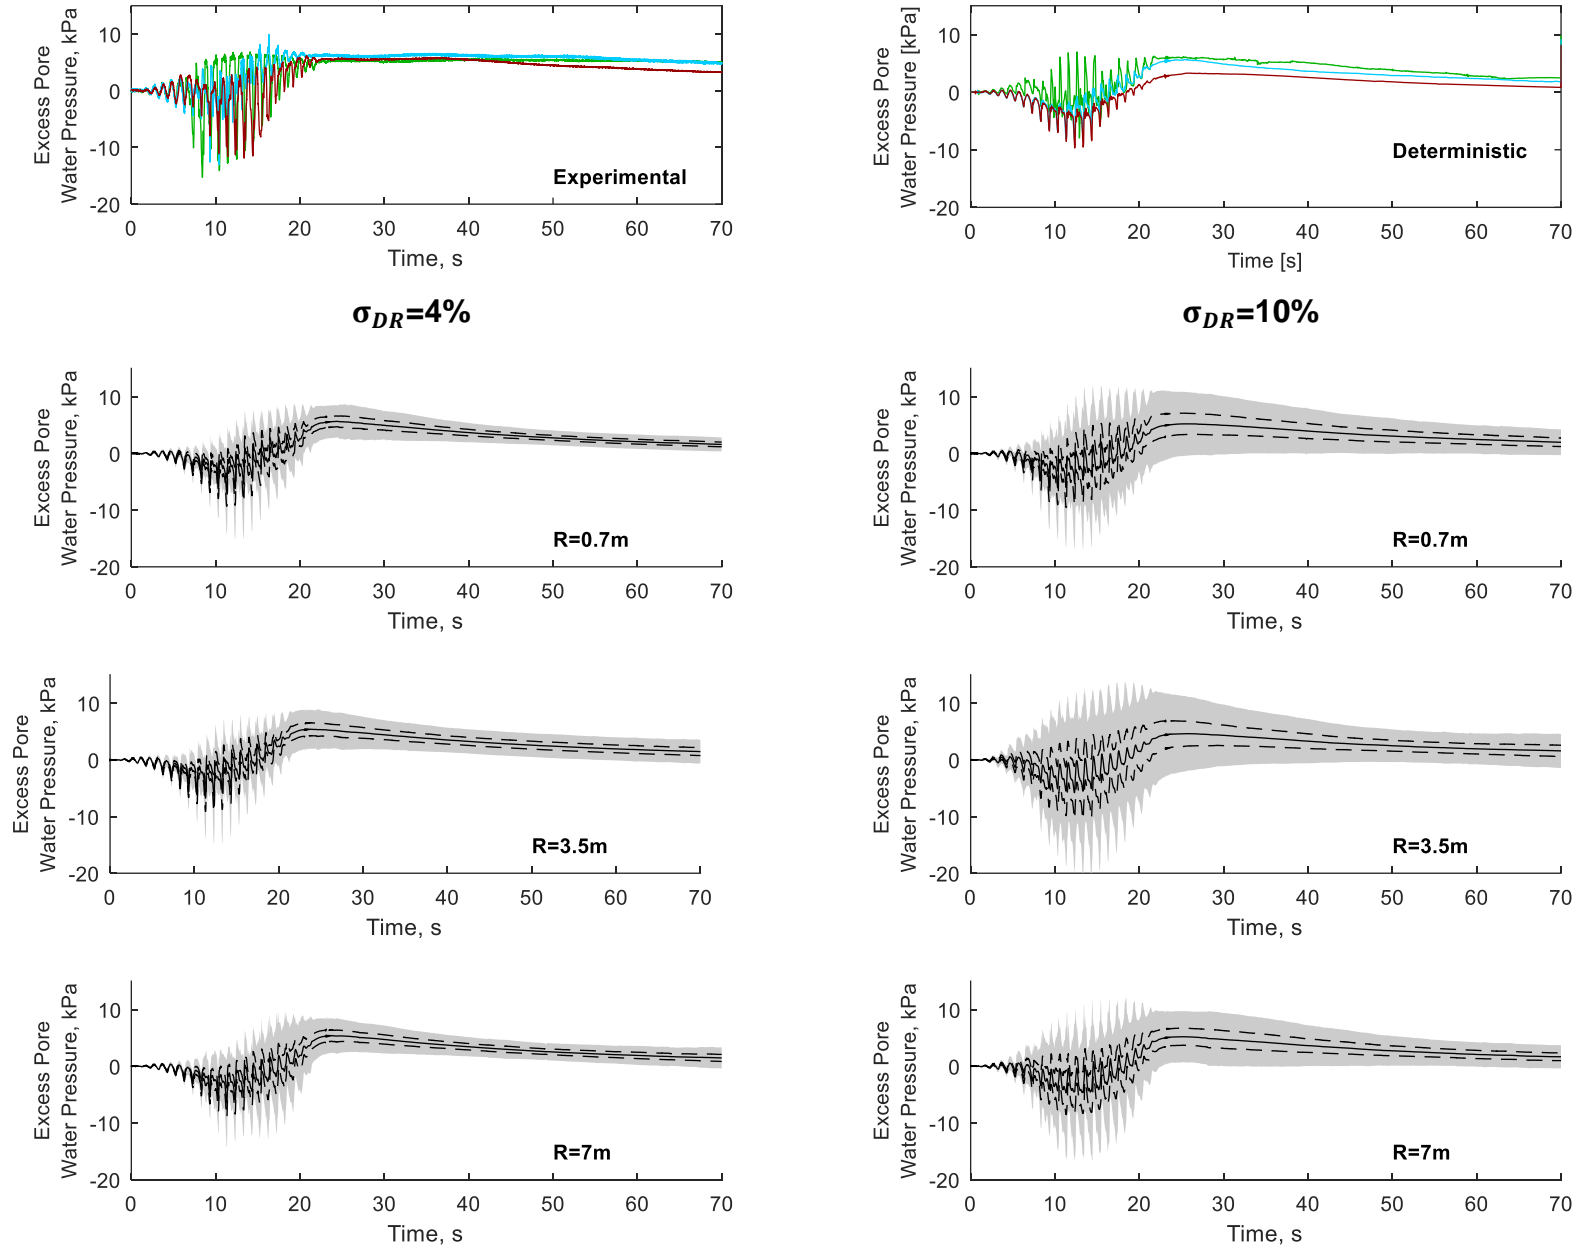 Excess Pore
Water Pressure, kPa
10
0
-10
-20
Experimental
0 10 20 30 40 50 60 70
Time, s
Excess Pore
Water Pressure [kPa]
10
0
-10
-20
Deterministic
0 10 20 30 40 50 60 70
Time [s]
σDR=4%
σDR=10%
Excess Pore
Water Pressure, kPa
10
0
-10
-20
R=0.7m
0 10 20 30 40 50 60 70
Time, s
Excess Pore
Water Pressure, kPa
10
0
-10
-20
R=0.7m
0 10 20 30 40 50 60 70
Time, s
Excess Pore
Water Pressure, kPa
10
0
-10
-20
R=3.5m
0 10 20 30 40 50 60 70
Time, s
Excess Pore
Water Pressure, kPa
10
0
-10
-20
R=3.5m
0 10 20 30 40 50 60 70
Time, s
Excess Pore
Water Pressure, kPa
10
0
-10
-20
R=7m
0 10 20 30 40 50 60 70
Time, s
Excess Pore
Water Pressure, kPa
10
0
-10
-20
R=7m
0 10 20 30 40 50 60 70
Time, s